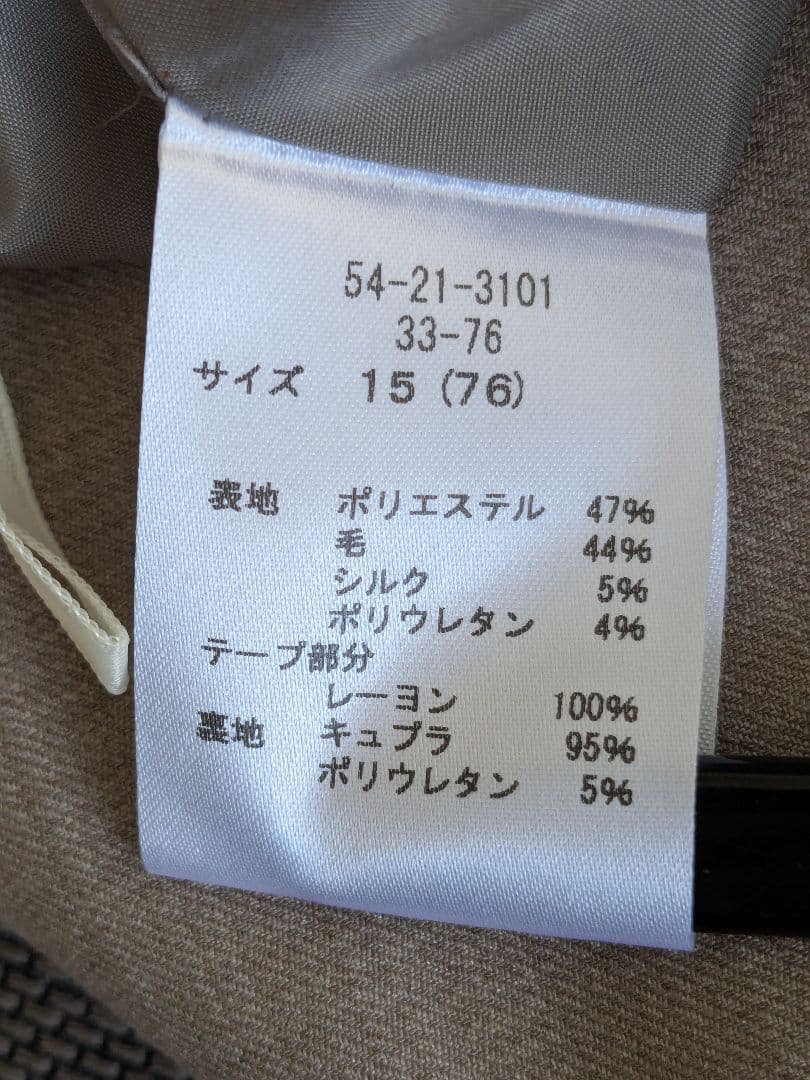 54-21-3101
33-76
サイズ 15 (76)
表地 ポリエステル 47%
毛 44%
シルク 5%
ポリウレタン 4%
テープ部分
レーヨン 100%
裏地 キュプラ 95%
ポリウレタン 5%